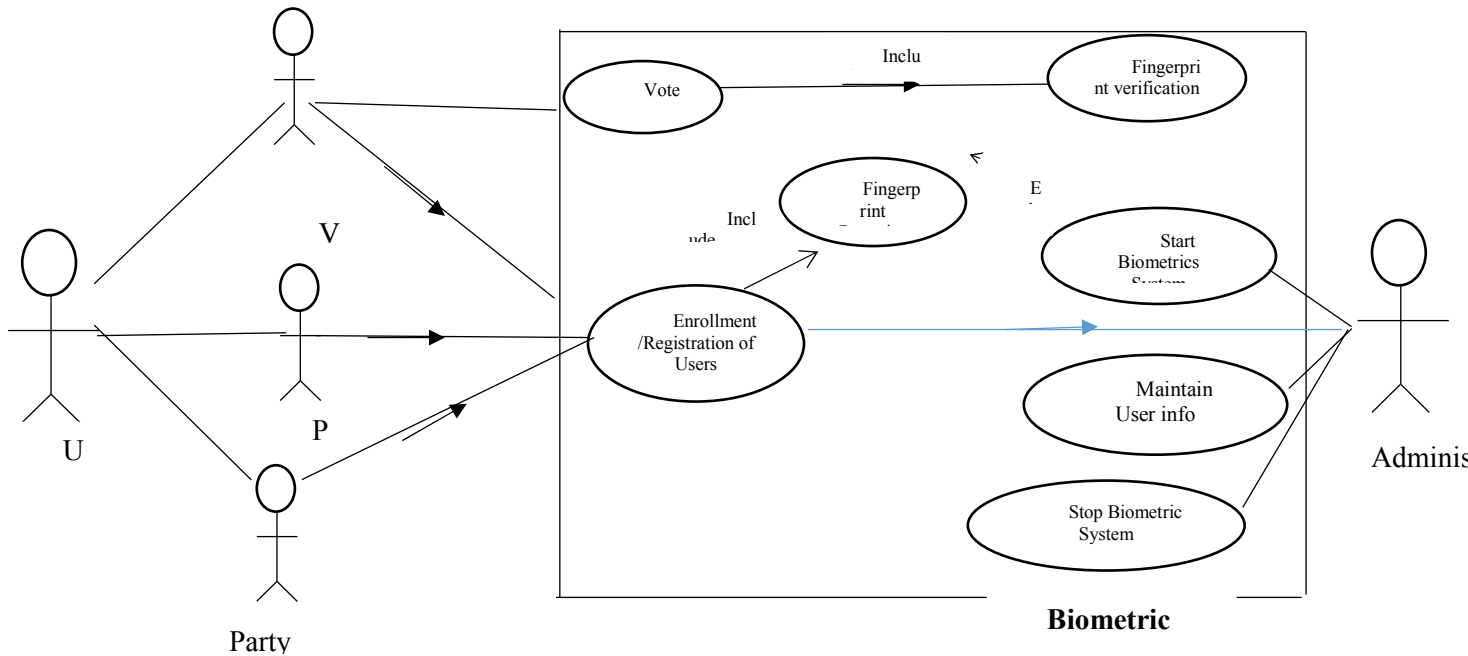 Inclu
Vote
Fingerpri
nt verification
Fingerp
rint
E
Incl
ude
V
Start
Biometrics
System
Enrollment
/Registration of
Users
Maintain
User info
P
U
Adminis
Stop Biometric
System
Biometric
Party